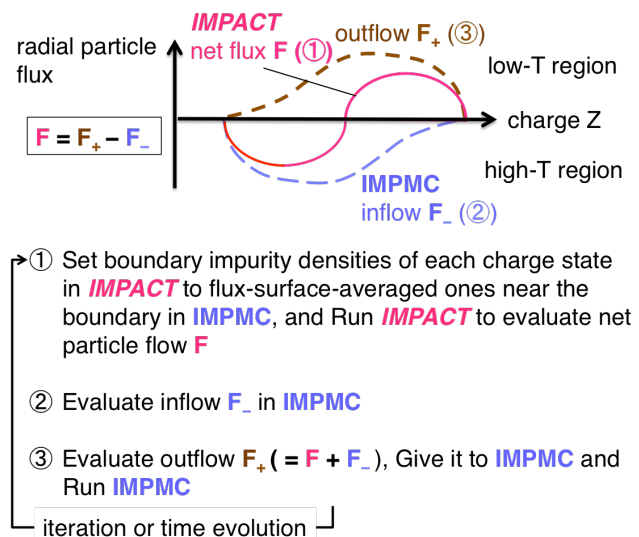 IMPACT
radial particle
flux
net flux F (①)
outflow F₊ (③)
low-T region
F = F₊ − F₋
charge Z
high-T region
IMPMC
inflow F₋ (②)
① Set boundary impurity densities of each charge state
in IMPACT to flux-surface-averaged ones near the
boundary in IMPMC, and Run IMPACT to evaluate net
particle flow F
② Evaluate inflow F₋ in IMPMC
③ Evaluate outflow F₊ ( = F + F₋ ), Give it to IMPMC and
Run IMPMC
iteration or time evolution